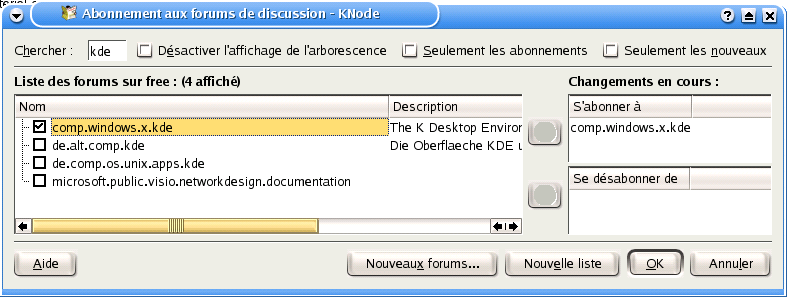 Abonnement aux forums de discussion - KNode
Chercher : kde Désactiver l'affichage de l'arborescence Seulement les abonnements Seulement les nouveaux
Liste des forums sur free : (4 affiché) Changements en cours :
Nom Description S'abonner à
comp.windows.x.kde The K Desktop Environ comp.windows.x.kde
de.alt.comp.kde Die Oberflaeche KDE u
de.comp.os.unix.apps.kde
microsoft.public.visio.networkdesign.documentation Se désabonner de
Aide Nouveaux forums... Nouvelle liste OK Annuler